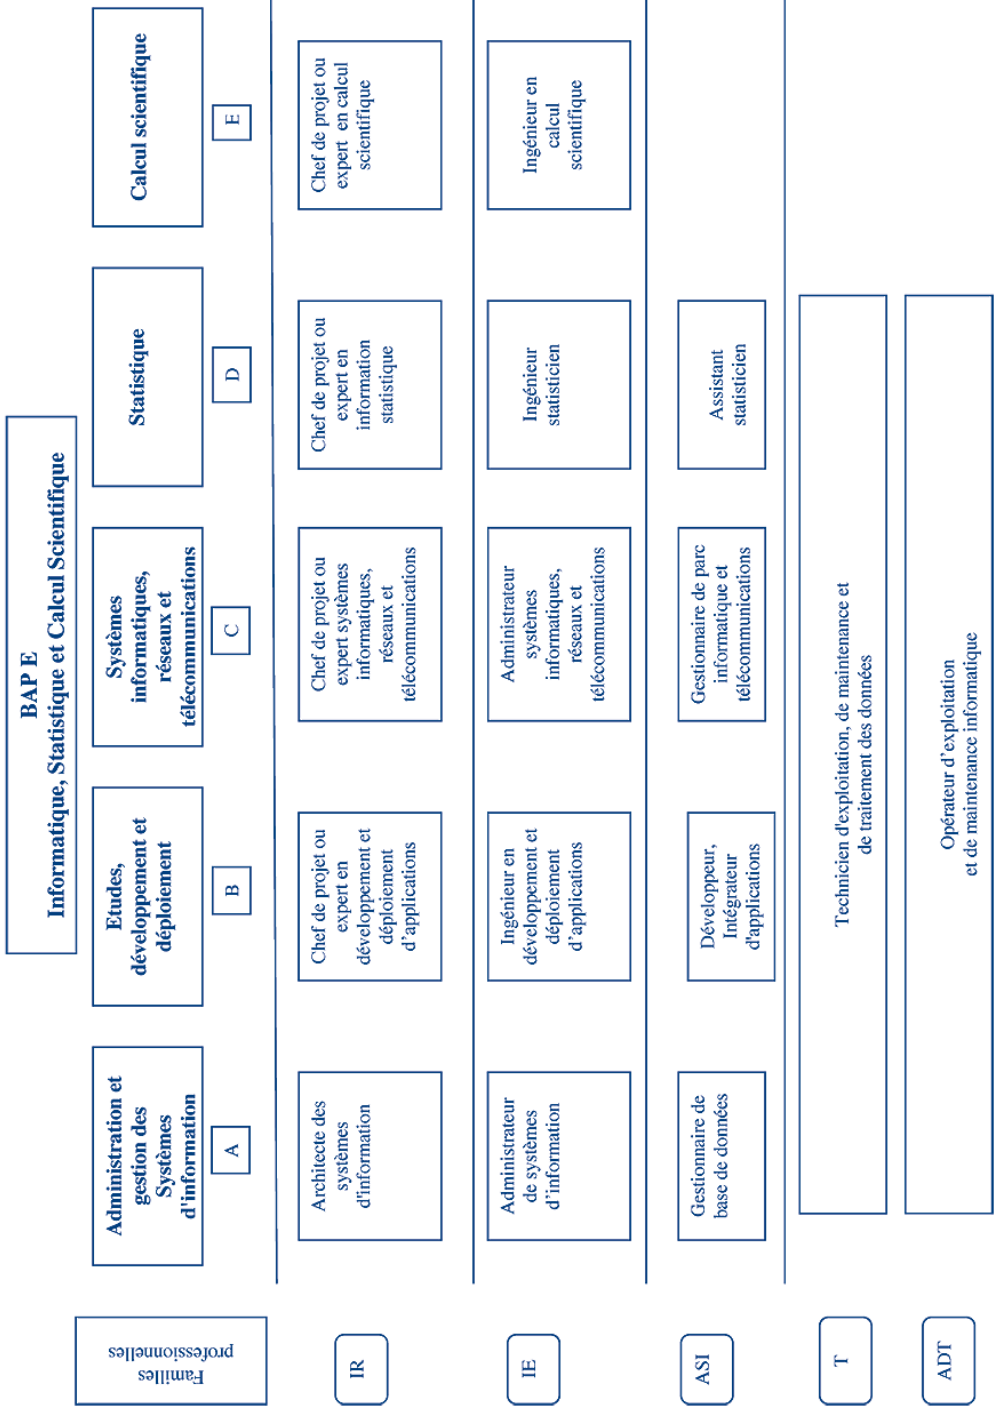 BAP E
Informatique, Statistique et Calcul Scientifique
Familles
professionnelles
Administration et
gestion des
Systèmes
d'information
A
Etudes,
développement et
déploiement
B
Systèmes
informatiques,
réseaux et
télécommunications
C
Statistique
D
Calcul scientifique
E
IR
Architecte des
systèmes
d'information
Chef de projet ou
expert en
développement et
déploiement
d’applications
Chef de projet ou
expert systèmes
informatiques,
réseaux et
télécommunications
Chef de projet ou
expert en
information
statistique
Chef de projet ou
expert en calcul
scientifique
IE
Administrateur
de systèmes
d’information
Ingénieur en
développement et
déploiement
d’applications
Administrateur
systèmes
informatiques,
réseaux et
télécommunications
Ingénieur
statisticien
Ingénieur en
calcul
scientifique
ASI
Gestionnaire de
base de données
Développeur,
Intégrateur
d'applications
Gestionnaire de parc
informatique et
télécommunications
Assistant
statisticien
T
Technicien d'exploitation, de maintenance et
de traitement des données
ADT
Opérateur d’exploitation
et de maintenance informatique